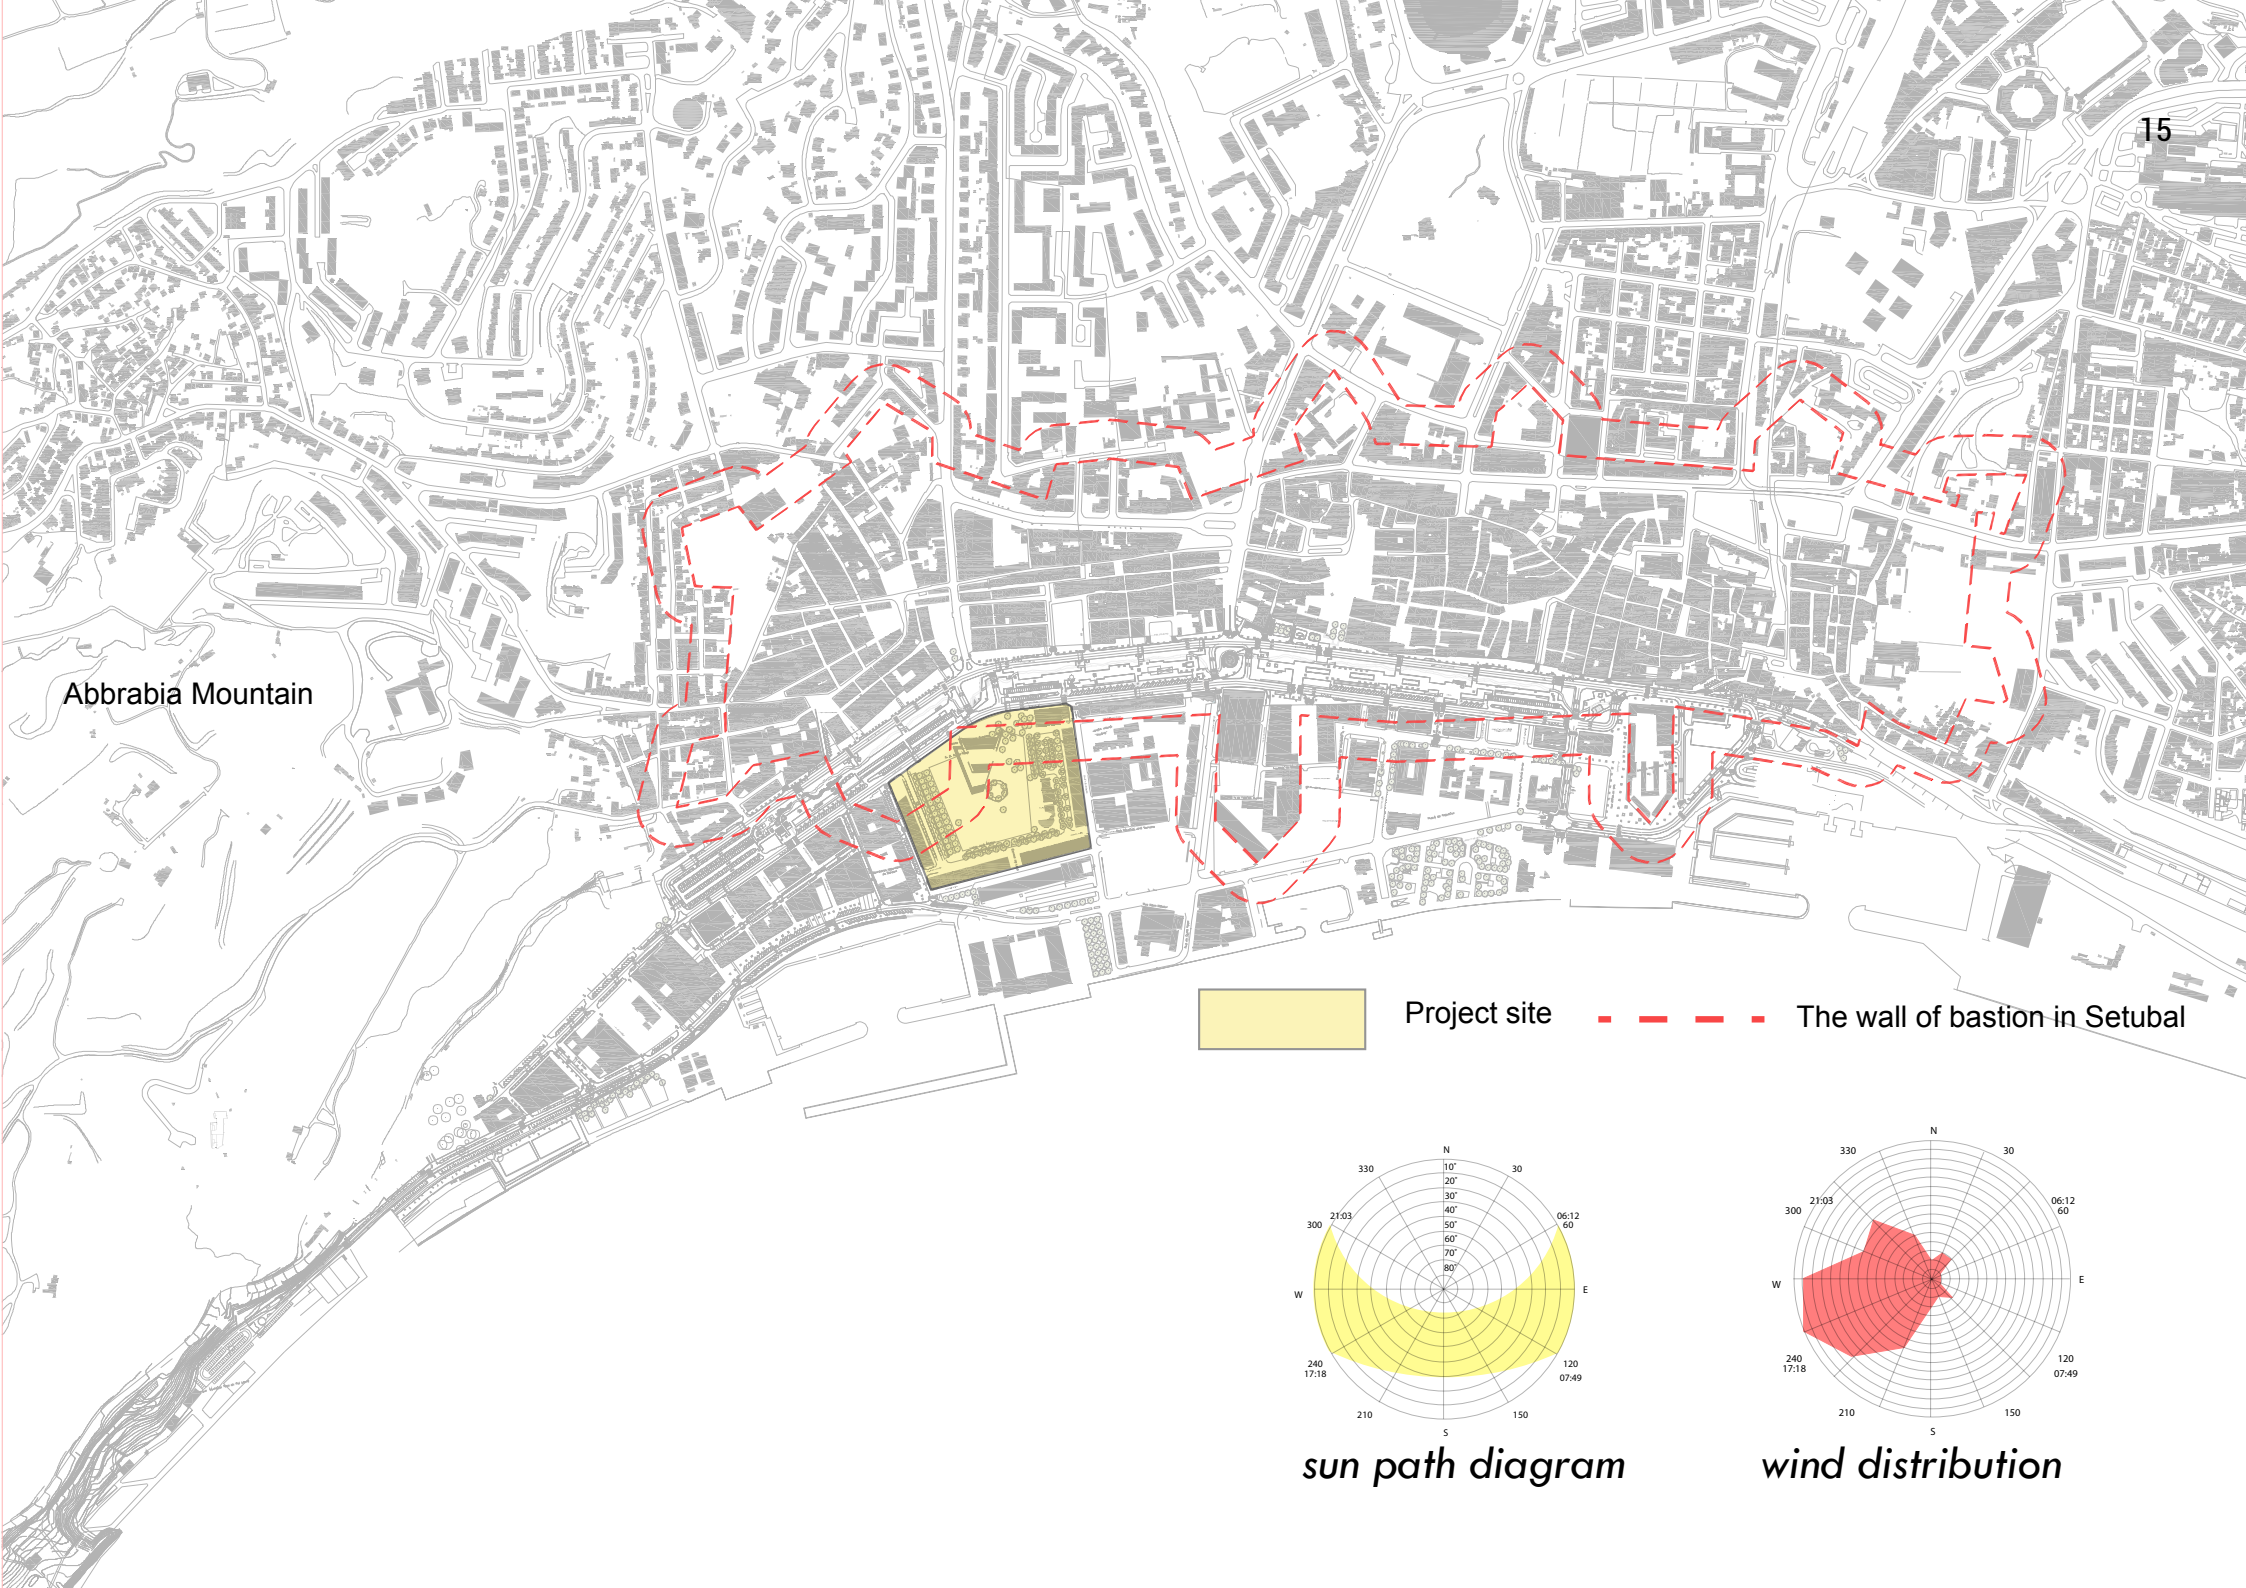 15
Abbrabia Mountain
Project site
The wall of bastion in Setubal
N
330
30
10°
20°
30°
40°
50°
60°
70°
80°
21:03
300
06:12
60
W
E
240
17:18
120
07:49
210
150
S
sun path diagram
N
330
30
21:03
300
06:12
60
W
E
240
17:18
120
07:49
210
150
S
wind distribution